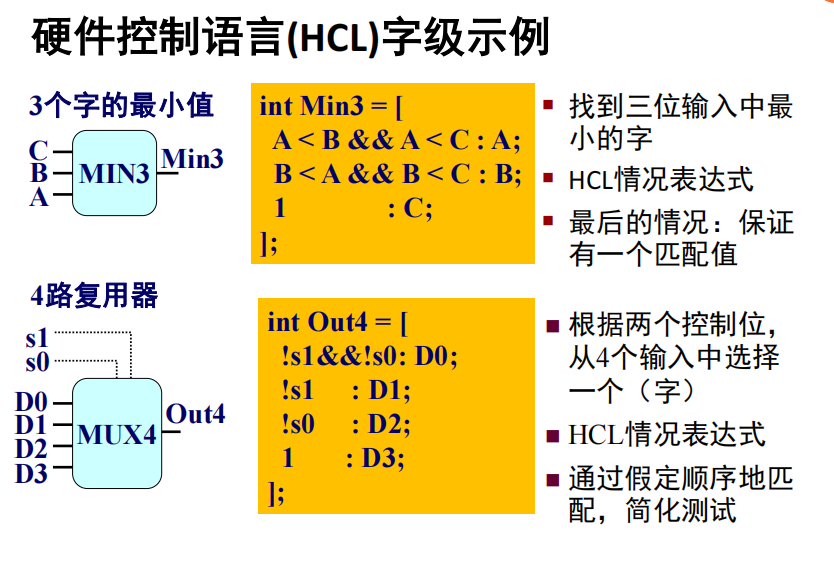 硬件控制语言(HCL)字级示例
3个字的最小值
C
B
A
MIN3
Min3
int Min3 = [
A < B && A < C : A;
B < A && B < C : B;
1 : C;
];
▪ 找到三位输入中最
小的字
▪ HCL情况表达式
▪ 最后的情况：保证
有一个匹配值
4路复用器
s1
s0
D0
D1
D2
D3
MUX4
Out4
int Out4 = [
!s1&&!s0: D0;
!s1 : D1;
!s0 : D2;
1 : D3;
];
■ 根据两个控制位，
从4个输入中选择
一个（字）
■ HCL情况表达式
■ 通过假定顺序地匹
配，简化测试